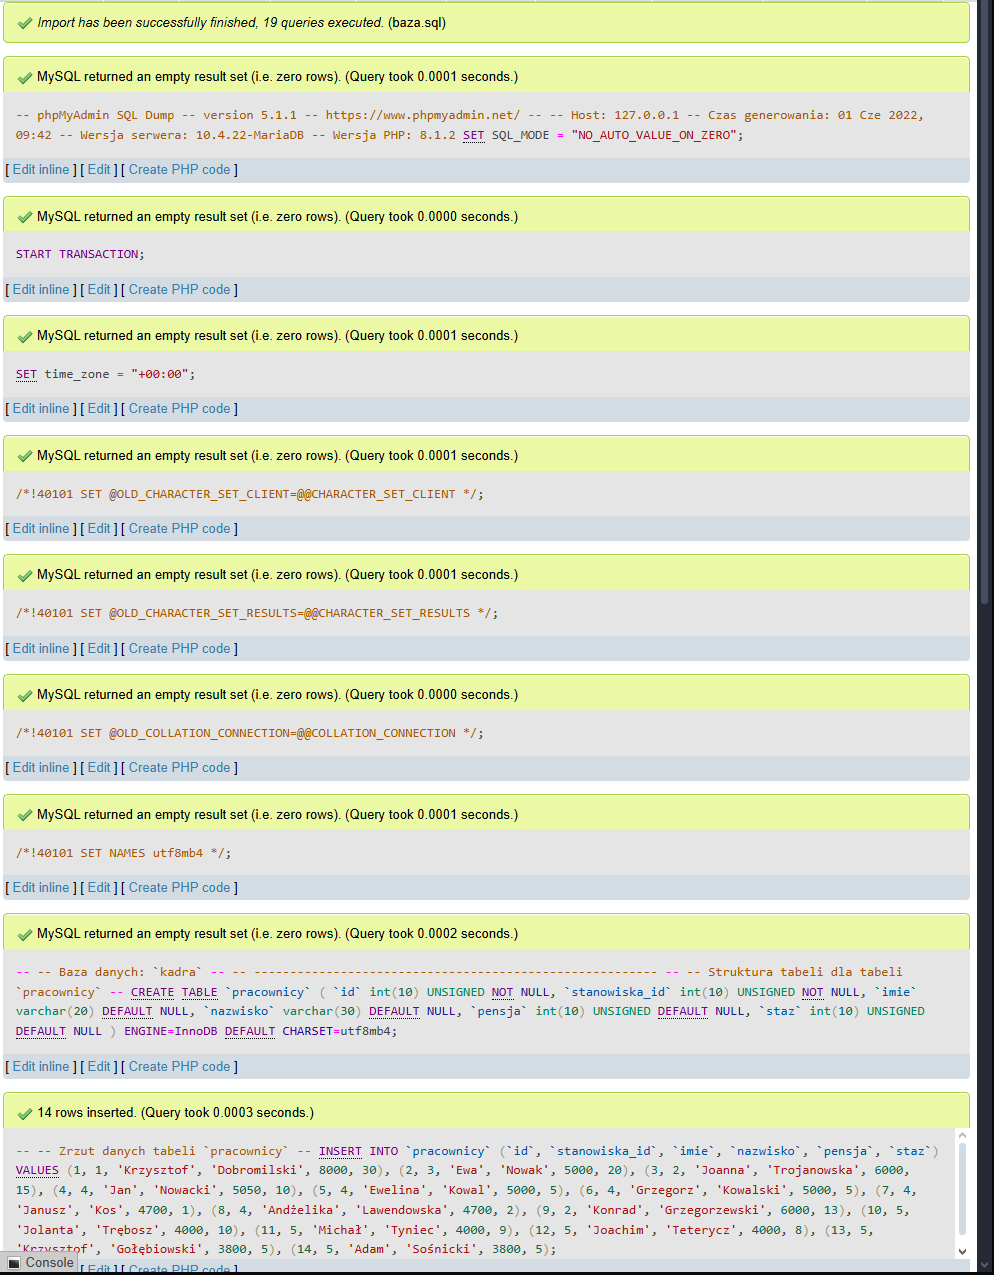 Import has been successfully finished, 19 queries executed. (baza.sql)
MySQL returned an empty result set (i.e. zero rows). (Query took 0.0001 seconds.)
-- phpMyAdmin SQL Dump -- version 5.1.1 -- https://www.phpmyadmin.net/ -- -- Host: 127.0.0.1 -- Czas generowania: 01 Cze 2022,
09:42 -- Wersja serwera: 10.4.22-MariaDB -- Wersja PHP: 8.1.2 SET SQL_MODE = "NO_AUTO_VALUE_ON_ZERO";
[ Edit inline ] [ Edit ] [ Create PHP code ]
MySQL returned an empty result set (i.e. zero rows). (Query took 0.0000 seconds.)
START TRANSACTION;
[ Edit inline ] [ Edit ] [ Create PHP code ]
MySQL returned an empty result set (i.e. zero rows). (Query took 0.0001 seconds.)
SET time_zone = "+00:00";
[ Edit inline ] [ Edit ] [ Create PHP code ]
MySQL returned an empty result set (i.e. zero rows). (Query took 0.0001 seconds.)
/*!40101 SET @OLD_CHARACTER_SET_CLIENT=@@CHARACTER_SET_CLIENT */;
[ Edit inline ] [ Edit ] [ Create PHP code ]
MySQL returned an empty result set (i.e. zero rows). (Query took 0.0001 seconds.)
/*!40101 SET @OLD_CHARACTER_SET_RESULTS=@@CHARACTER_SET_RESULTS */;
[ Edit inline ] [ Edit ] [ Create PHP code ]
MySQL returned an empty result set (i.e. zero rows). (Query took 0.0000 seconds.)
/*!40101 SET @OLD_COLLATION_CONNECTION=@@COLLATION_CONNECTION */;
[ Edit inline ] [ Edit ] [ Create PHP code ]
MySQL returned an empty result set (i.e. zero rows). (Query took 0.0001 seconds.)
/*!40101 SET NAMES utf8mb4 */;
[ Edit inline ] [ Edit ] [ Create PHP code ]
MySQL returned an empty result set (i.e. zero rows). (Query took 0.0002 seconds.)
-- -- Baza danych: `kadra` -- -- -------------------------------------------------------- -- -- Struktura tabeli dla tabeli
`pracownicy` -- CREATE TABLE `pracownicy` ( `id` int(10) UNSIGNED NOT NULL, `stanowiska_id` int(10) UNSIGNED NOT NULL, `imie`
varchar(20) DEFAULT NULL, `nazwisko` varchar(30) DEFAULT NULL, `pensja` int(10) UNSIGNED DEFAULT NULL, `staz` int(10) UNSIGNED
DEFAULT NULL ) ENGINE=InnoDB DEFAULT CHARSET=utf8mb4;
[ Edit inline ] [ Edit ] [ Create PHP code ]
14 rows inserted. (Query took 0.0003 seconds.)
-- -- Zrzut danych tabeli `pracownicy` -- INSERT INTO `pracownicy` (`id`, `stanowiska_id`, `imie`, `nazwisko`, `pensja`, `staz`)
VALUES (1, 1, 'Krzysztof', 'Dobromilski', 8000, 30), (2, 3, 'Ewa', 'Nowak', 5000, 20), (3, 2, 'Joanna', 'Trojanowska', 6000,
15), (4, 4, 'Jan', 'Nowacki', 5050, 10), (5, 4, 'Ewelina', 'Kowal', 5000, 5), (6, 4, 'Grzegorz', 'Kowalski', 5000, 5), (7, 4,
'Janusz', 'Kos', 4700, 1), (8, 4, 'Andżelika', 'Lawendowska', 4700, 2), (9, 2, 'Konrad', 'Grzegorzewski', 6000, 13), (10, 5,
'Jolanta', 'Trębosz', 4000, 10), (11, 5, 'Michał', 'Tyniec', 4000, 9), (12, 5, 'Joachim', 'Teterycz', 4000, 8), (13, 5,
'Krzysztof', 'Gołębiowski', 3800, 5), (14, 5, 'Adam', 'Sośnicki', 3800, 5);
Console [ Edit ] [ Create PHP code ]